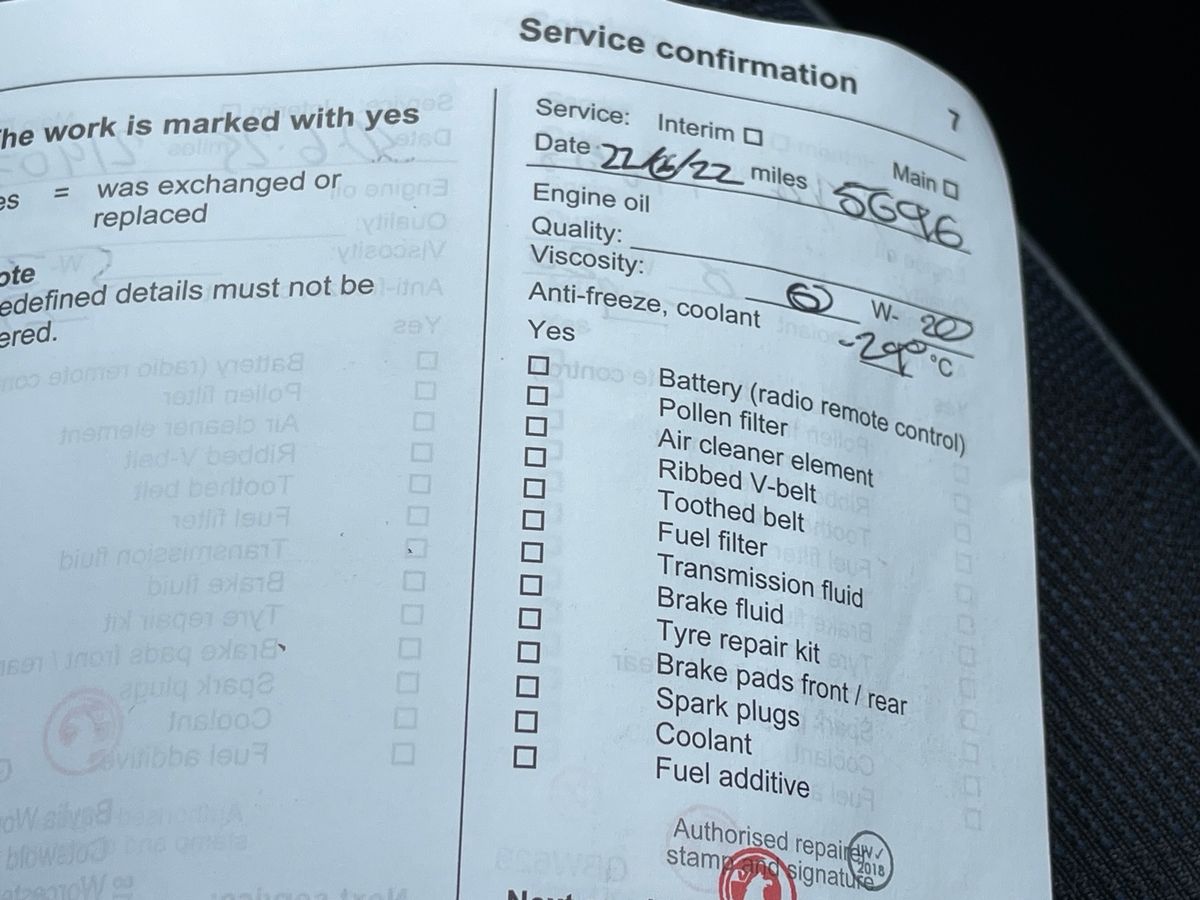 Service confirmation
7
he work is marked with yes
es = was exchanged or
replaced
ote
edefined details must not be
ered.
Service: Interim ☐ Main ☐
Date 22/6/22 miles 5696
Engine oil
Quality:
Viscosity: 0 W- 20
Anti-freeze, coolant -29° °C
Yes
☐ Battery (radio remote control)
☐ Pollen filter
☐ Air cleaner element
☐ Ribbed V-belt
☐ Toothed belt
☐ Fuel filter
☐ Transmission fluid
☐ Brake fluid
☐ Tyre repair kit
☐ Brake pads front / rear
☐ Spark plugs
☐ Coolant
☐ Fuel additive
Authorised repairer
stamp and signature
2018